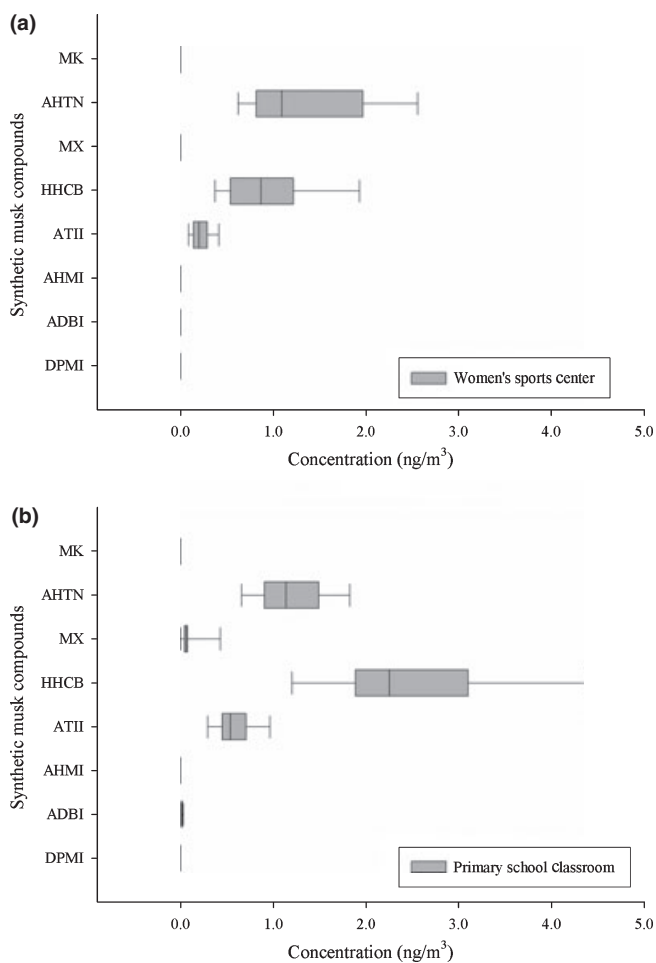 (a)
Synthetic musk compounds
MK
AHTN
MX
HHCB
ATII
AHMI
ADBI
DPMI
Women's sports center
0.0 1.0 2.0 3.0 4.0 5.0
Concentration (ng/m³)
(b)
Synthetic musk compounds
MK
AHTN
MX
HHCB
ATII
AHMI
ADBI
DPMI
Primary school classroom
0.0 1.0 2.0 3.0 4.0 5.0
Concentration (ng/m³)